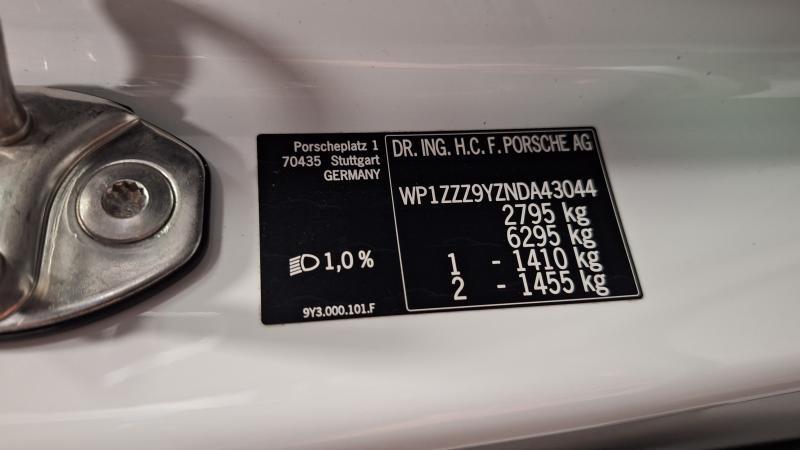 Porscheplatz 1
70435 Stuttgart
GERMANY
1,0 %
9Y3.000.101.F
DR. ING. H.C. F. PORSCHE AG
WP1ZZZ9YZNDA43044
2795 kg
6295 kg
1 - 1410 kg
2 - 1455 kg